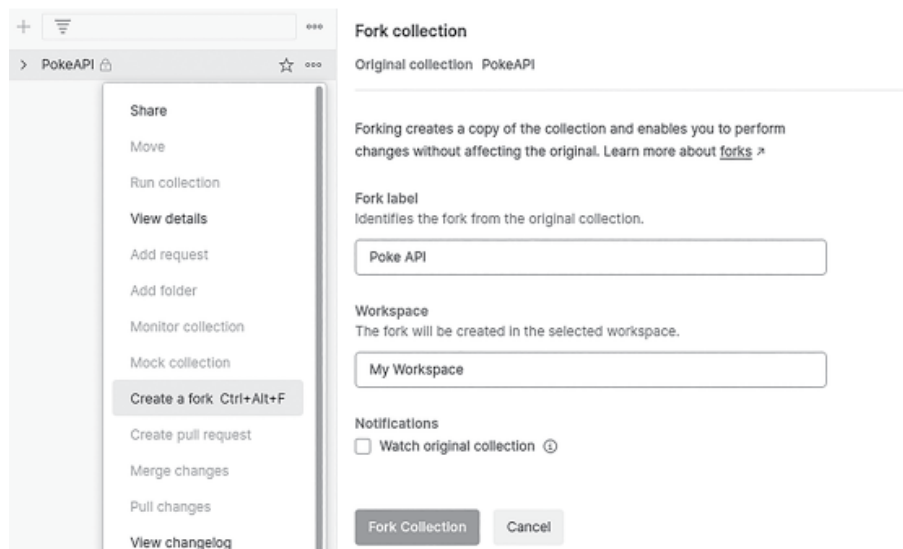 PokeAPI
Share
Move
Run collection
View details
Add request
Add folder
Monitor collection
Mock collection
Create a fork Ctrl+Alt+F
Create pull request
Merge changes
Pull changes
View changelog
Fork collection
Original collection PokeAPI
Forking creates a copy of the collection and enables you to perform
changes without affecting the original. Learn more about forks ↗
Fork label
Identifies the fork from the original collection.
Poke API
Workspace
The fork will be created in the selected workspace.
My Workspace
Notifications
Watch original collection
Fork Collection
Cancel